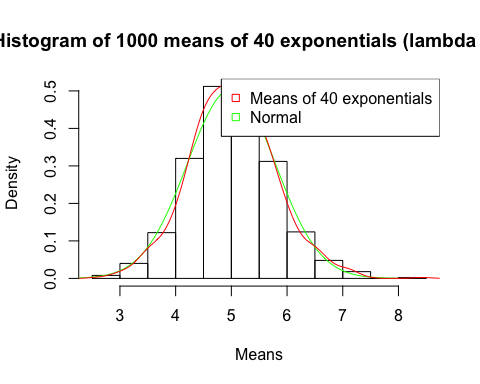 Histogram of 1000 means of 40 exponentials (lambda
Means of 40 exponentials
Normal
Density
0.0
0.1
0.2
0.3
0.4
0.5
3 4 5 6 7 8
Means